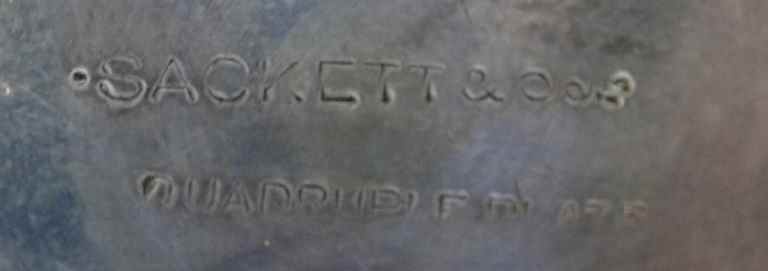 SACKETT & Co's
QUADRUPLE PLATE